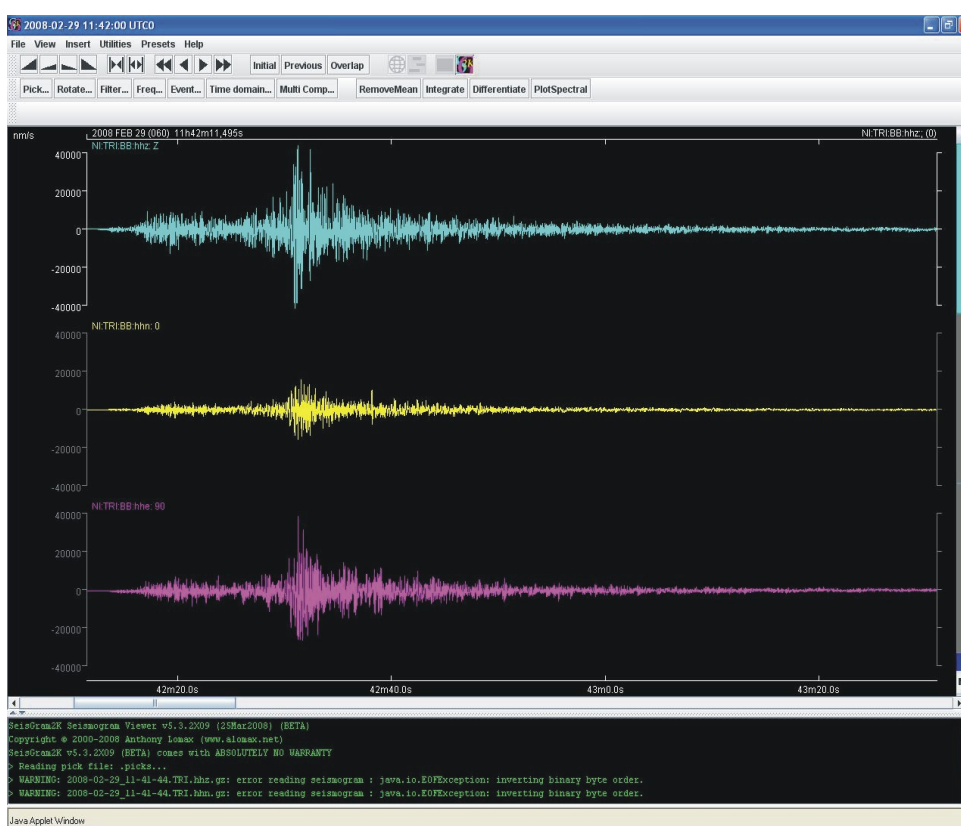 2008-02-29 11:42:00 UTC0
File View Insert Utilities Presets Help
Initial Previous Overlap
Pick... Rotate... Filter... Freq... Event... Time domain... Multi Comp... RemoveMean Integrate Differentiate PlotSpectral
nm/s 2008 FEB 29 (060) 11h42m11,495s NI:TRI:BB:hhz:; (0)
NI:TRI:BB:hhz: Z
40000
20000
0
-20000
-40000
NI:TRI:BB:hhn: 0
40000
20000
0
-20000
-40000
NI:TRI:BB:hhe: 90
40000
20000
0
-20000
-40000
42m20.0s 42m40.0s 43m0.0s 43m20.0s
SeisGram2K Seismogram Viewer v5.3.2X09 (25Mar2008) (BETA)
Copyright © 2000-2008 Anthony Lomax (www.alomax.net)
SeisGram2K v5.3.2X09 (BETA) comes with ABSOLUTELY NO WARRANTY
> Reading pick file: .picks...
> WARNING: 2008-02-29_11-41-44.TRI.hhz.gz: error reading seismogram : java.io.EOFException: inverting binary byte order.
> WARNING: 2008-02-29_11-41-44.TRI.hhn.gz: error reading seismogram : java.io.EOFException: inverting binary byte order.
Java Applet Window